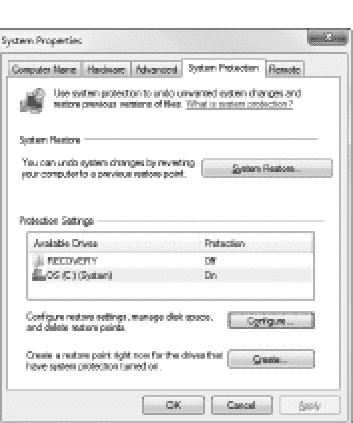 System Properties
Computer Name Hardware Advanced System Protection Remote
Use system protection to undo unwanted system changes and
restore previous versions of files. What is system protection?
System Restore
You can undo system changes by reverting
your computer to a previous restore point.
System Restore...
Protection Settings
Available Drives Protection
RECOVERY Off
OS (C:) (System) On
Configure restore settings, manage disk space,
and delete restore points.
Configure...
Create a restore point right now for the drives that
have system protection turned on.
Create...
OK Cancel Apply